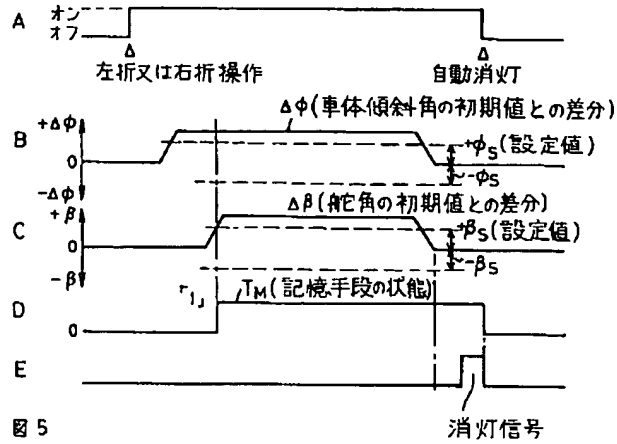 A
オン
オフ
左折又は右折操作
自動消灯
Δφ(車体傾斜角の初期値との差分)
B
+Δφ
0
-Δφ
+φs(設定値)
-φs
Δβ(舵角の初期値との差分)
C
+β
0
-β
+βs(設定値)
-βs
「1」
TM(記憶手段の状態)
D
0
E
消灯信号
図5